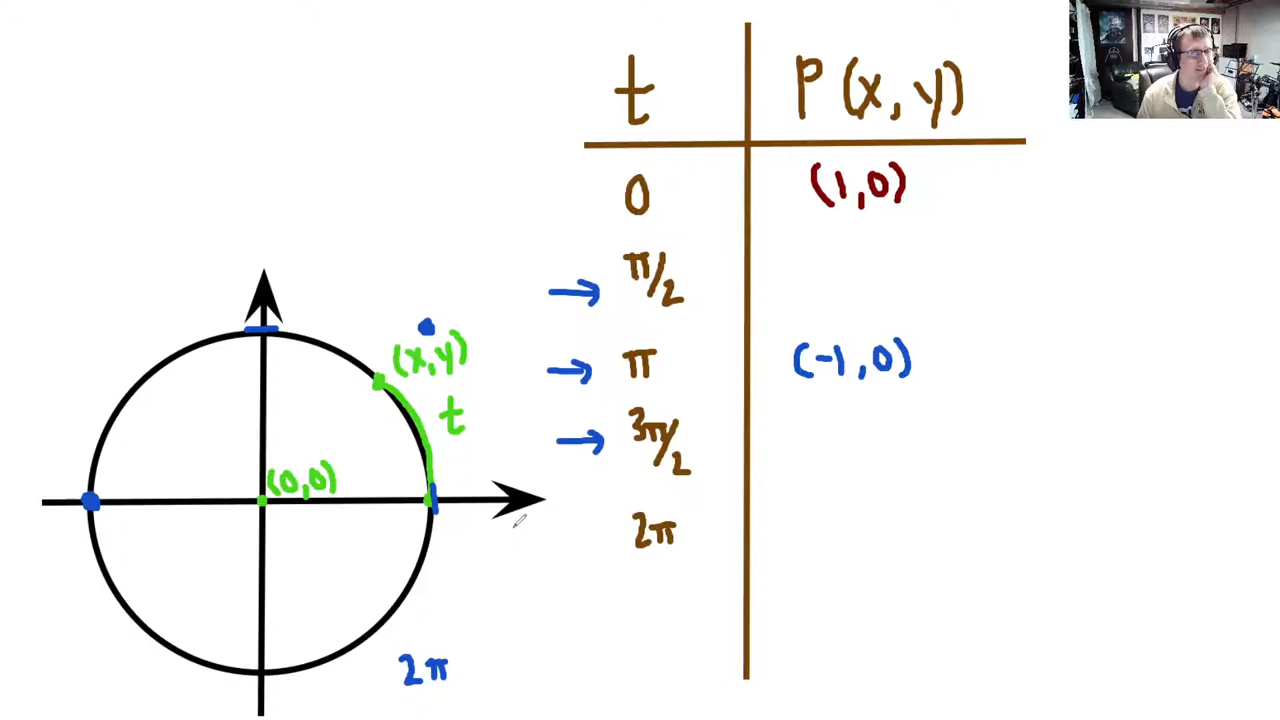 t P(x,y)
0 (1,0)
π/2
π (-1,0)
3π/2
2π
(x,y)
t
(0,0)
2π